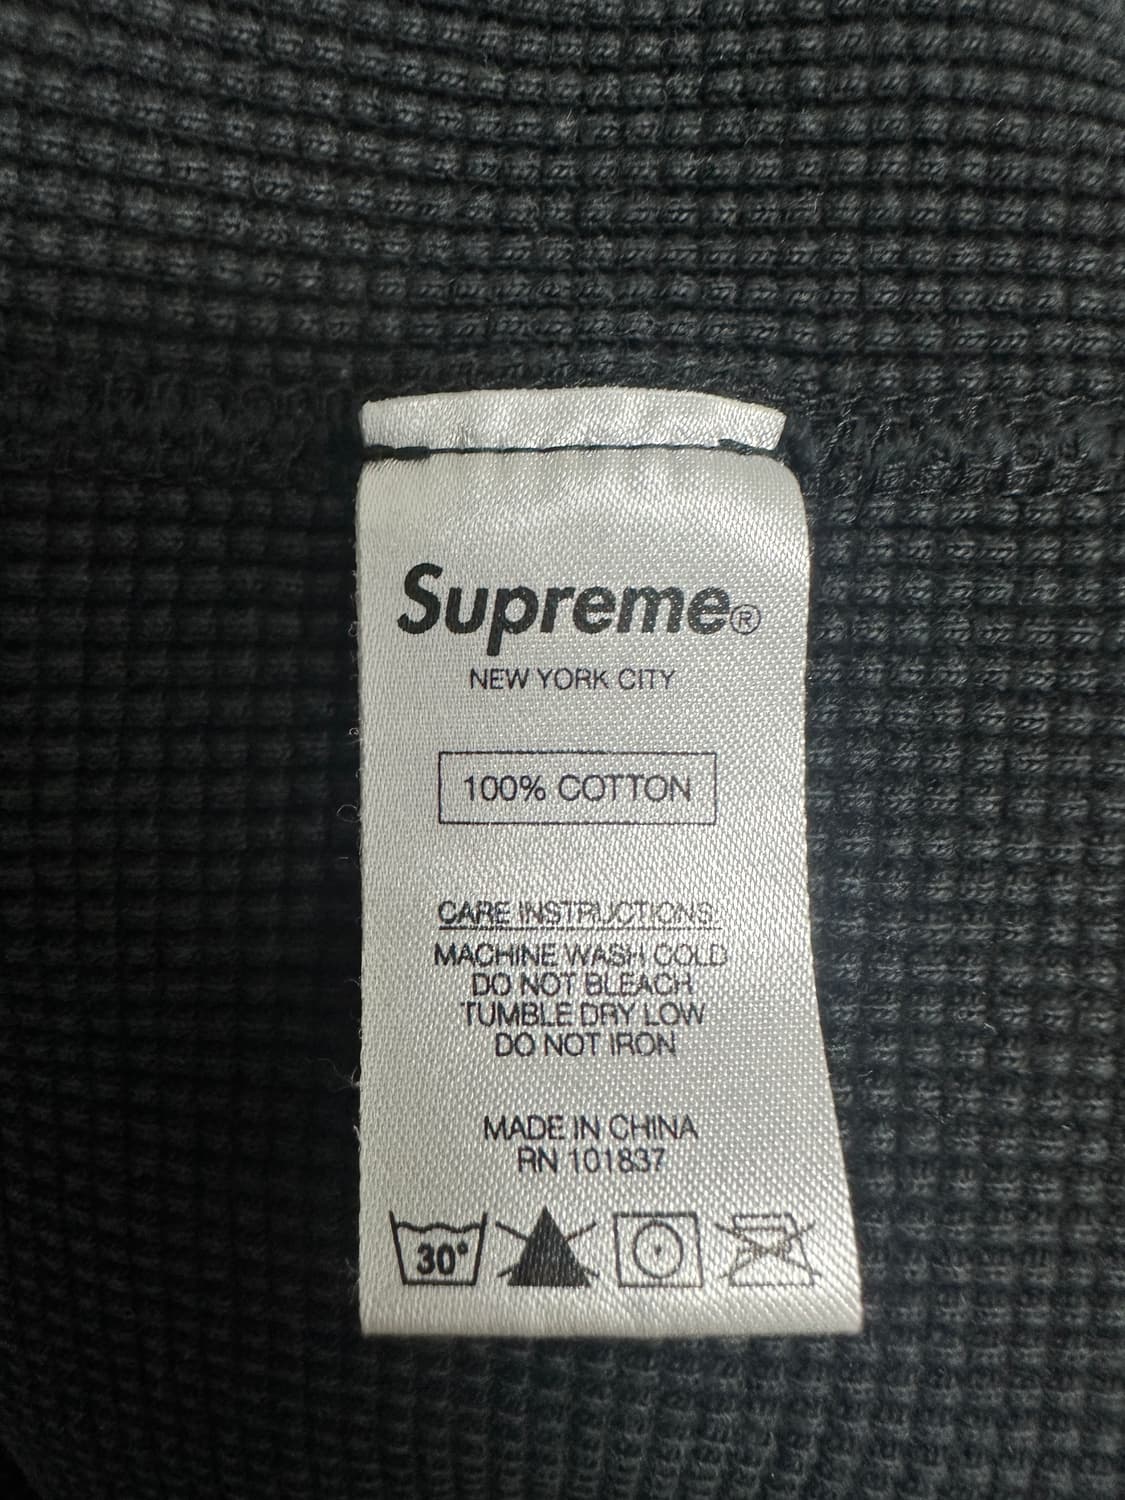 Supreme®
NEW YORK CITY
100% COTTON
CARE INSTRUCTIONS:
MACHINE WASH COLD
DO NOT BLEACH
TUMBLE DRY LOW
DO NOT IRON
MADE IN CHINA
RN 101837
30°